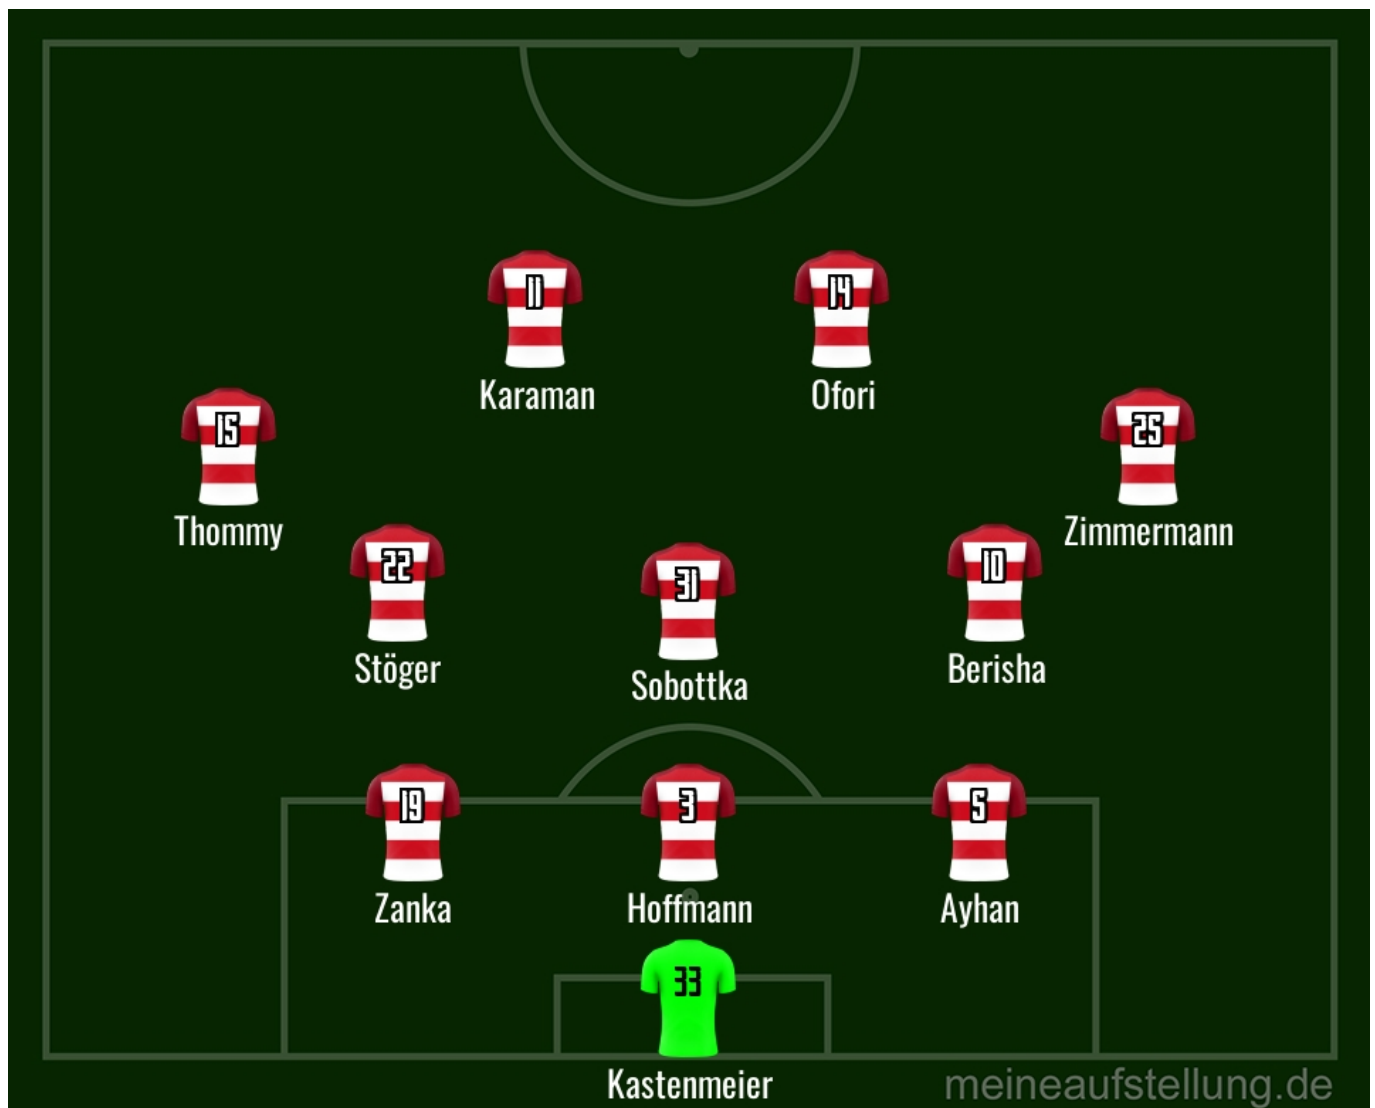 11
14
Karaman
Ofori
15
25
Thommy
Zimmermann
22
31
10
Stöger
Sobottka
Berisha
19
3
5
Zanka
Hoffmann
Ayhan
33
Kastenmeier
meineaufstellung.de